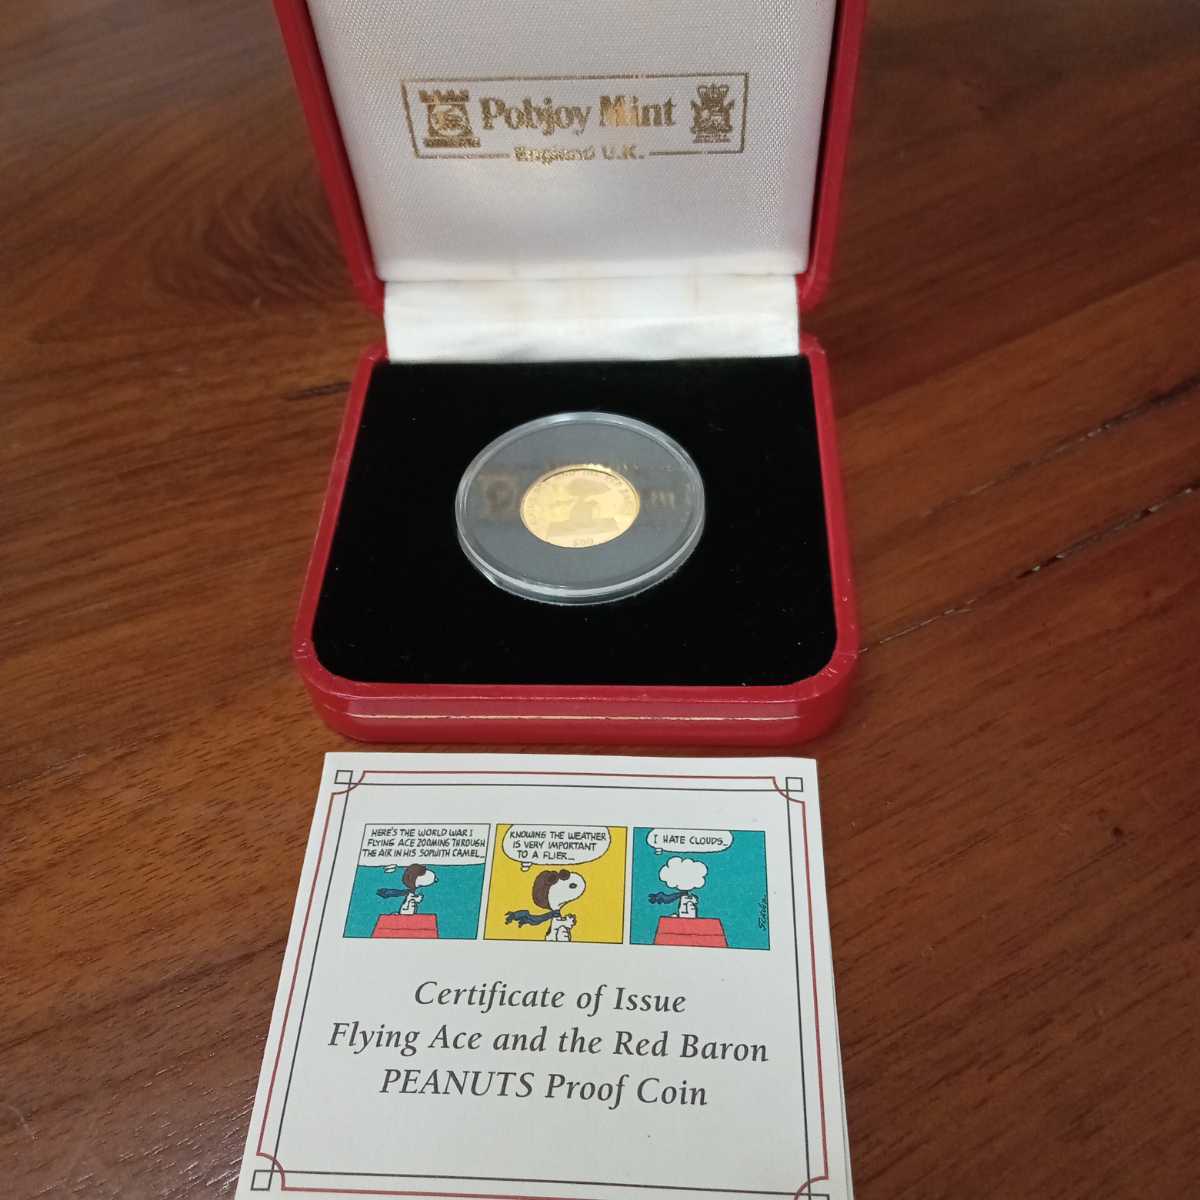 Pobjoy Mint
England U.K.
$50
HERE'S THE WORLD WAR I
FLYING ACE ZOOMING THROUGH
THE AIR IN HIS SOPWITH CAMEL..
KNOWING THE WEATHER
IS VERY IMPORTANT
TO A FLIER...
I HATE CLOUDS..
SCHULZ
Certificate of Issue
Flying Ace and the Red Baron
PEANUTS Proof Coin